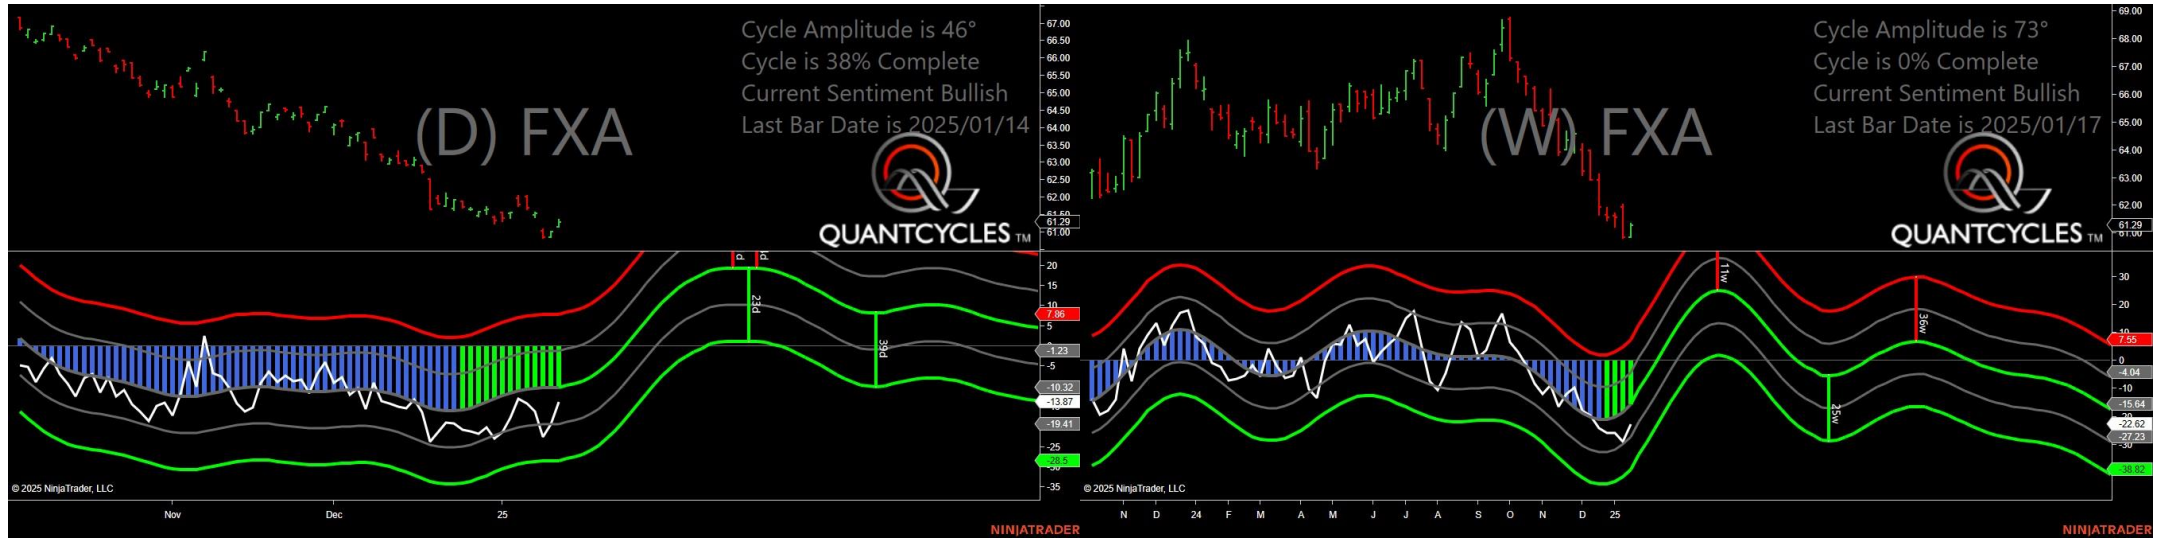 Cycle Amplitude is 46°
Cycle is 38% Complete
Current Sentiment Bullish
Last Bar Date is 2025/01/14
(D) FXA
QUANTCYCLES TM
67.00
66.50
66.00
65.50
65.00
64.50
64.00
63.50
63.00
62.50
62.00
61.50
61.29
61.00
20
15
10
7.86
5
-1.23
-5
-10.32
-13.87
-19.41
-25
-28.5
-35
23d
39d
© 2025 NinjaTrader, LLC
Nov
Dec
25
NINJATRADER
Cycle Amplitude is 73°
Cycle is 0% Complete
Current Sentiment Bullish
Last Bar Date is 2025/01/17
(W) FXA
QUANTCYCLES TM
69.00
68.00
67.00
66.00
65.00
64.00
63.00
62.00
61.29
61.00
30
20
10
7.55
0
-4.04
-10
-15.64
-20
-22.62
-27.23
-30
-38.82
11w
36w
25w
© 2025 NinjaTrader, LLC
N D 24 F M A M J J A S O N D 25
NINJATRADER